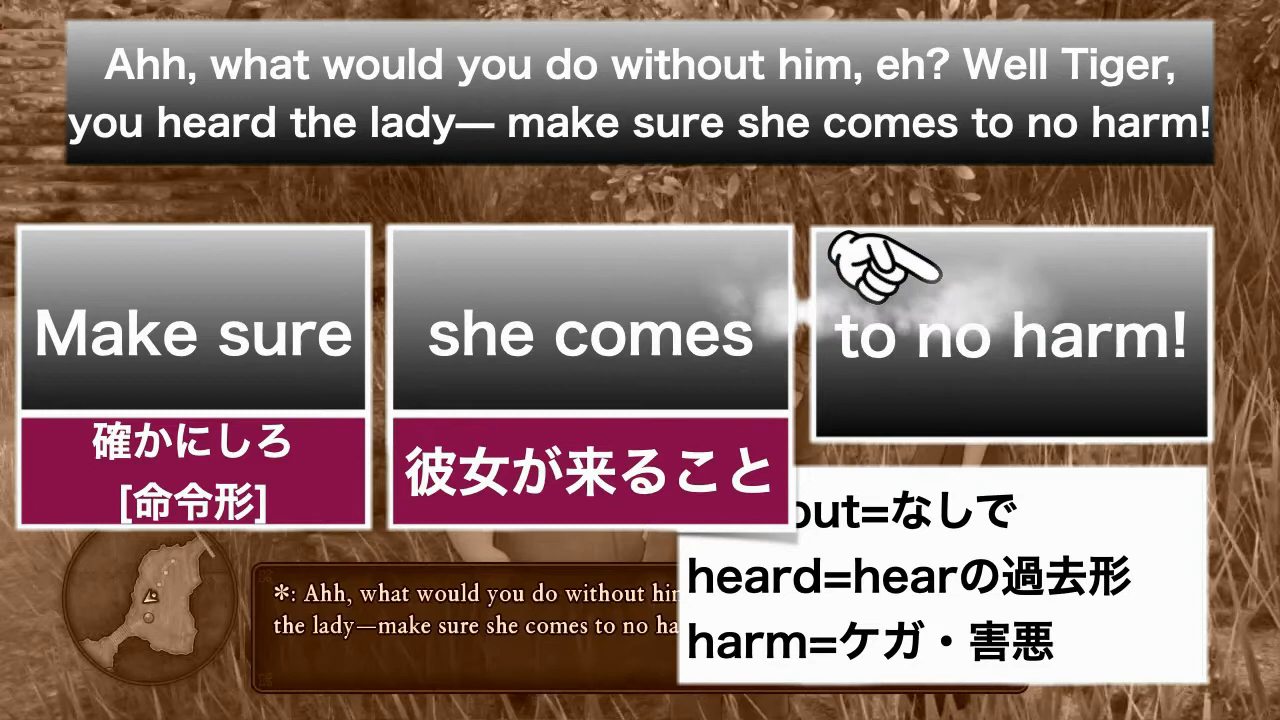 Ahh, what would you do without him, eh? Well Tiger,
you heard the lady— make sure she comes to no harm!
Make sure
she comes
to no harm!
確かにしろ
[命令形]
彼女が来ること
out=なしで
heard=hearの過去形
harm=ケガ・害悪
✻: Ahh, what would you do without hi
the lady—make sure she comes to no ha